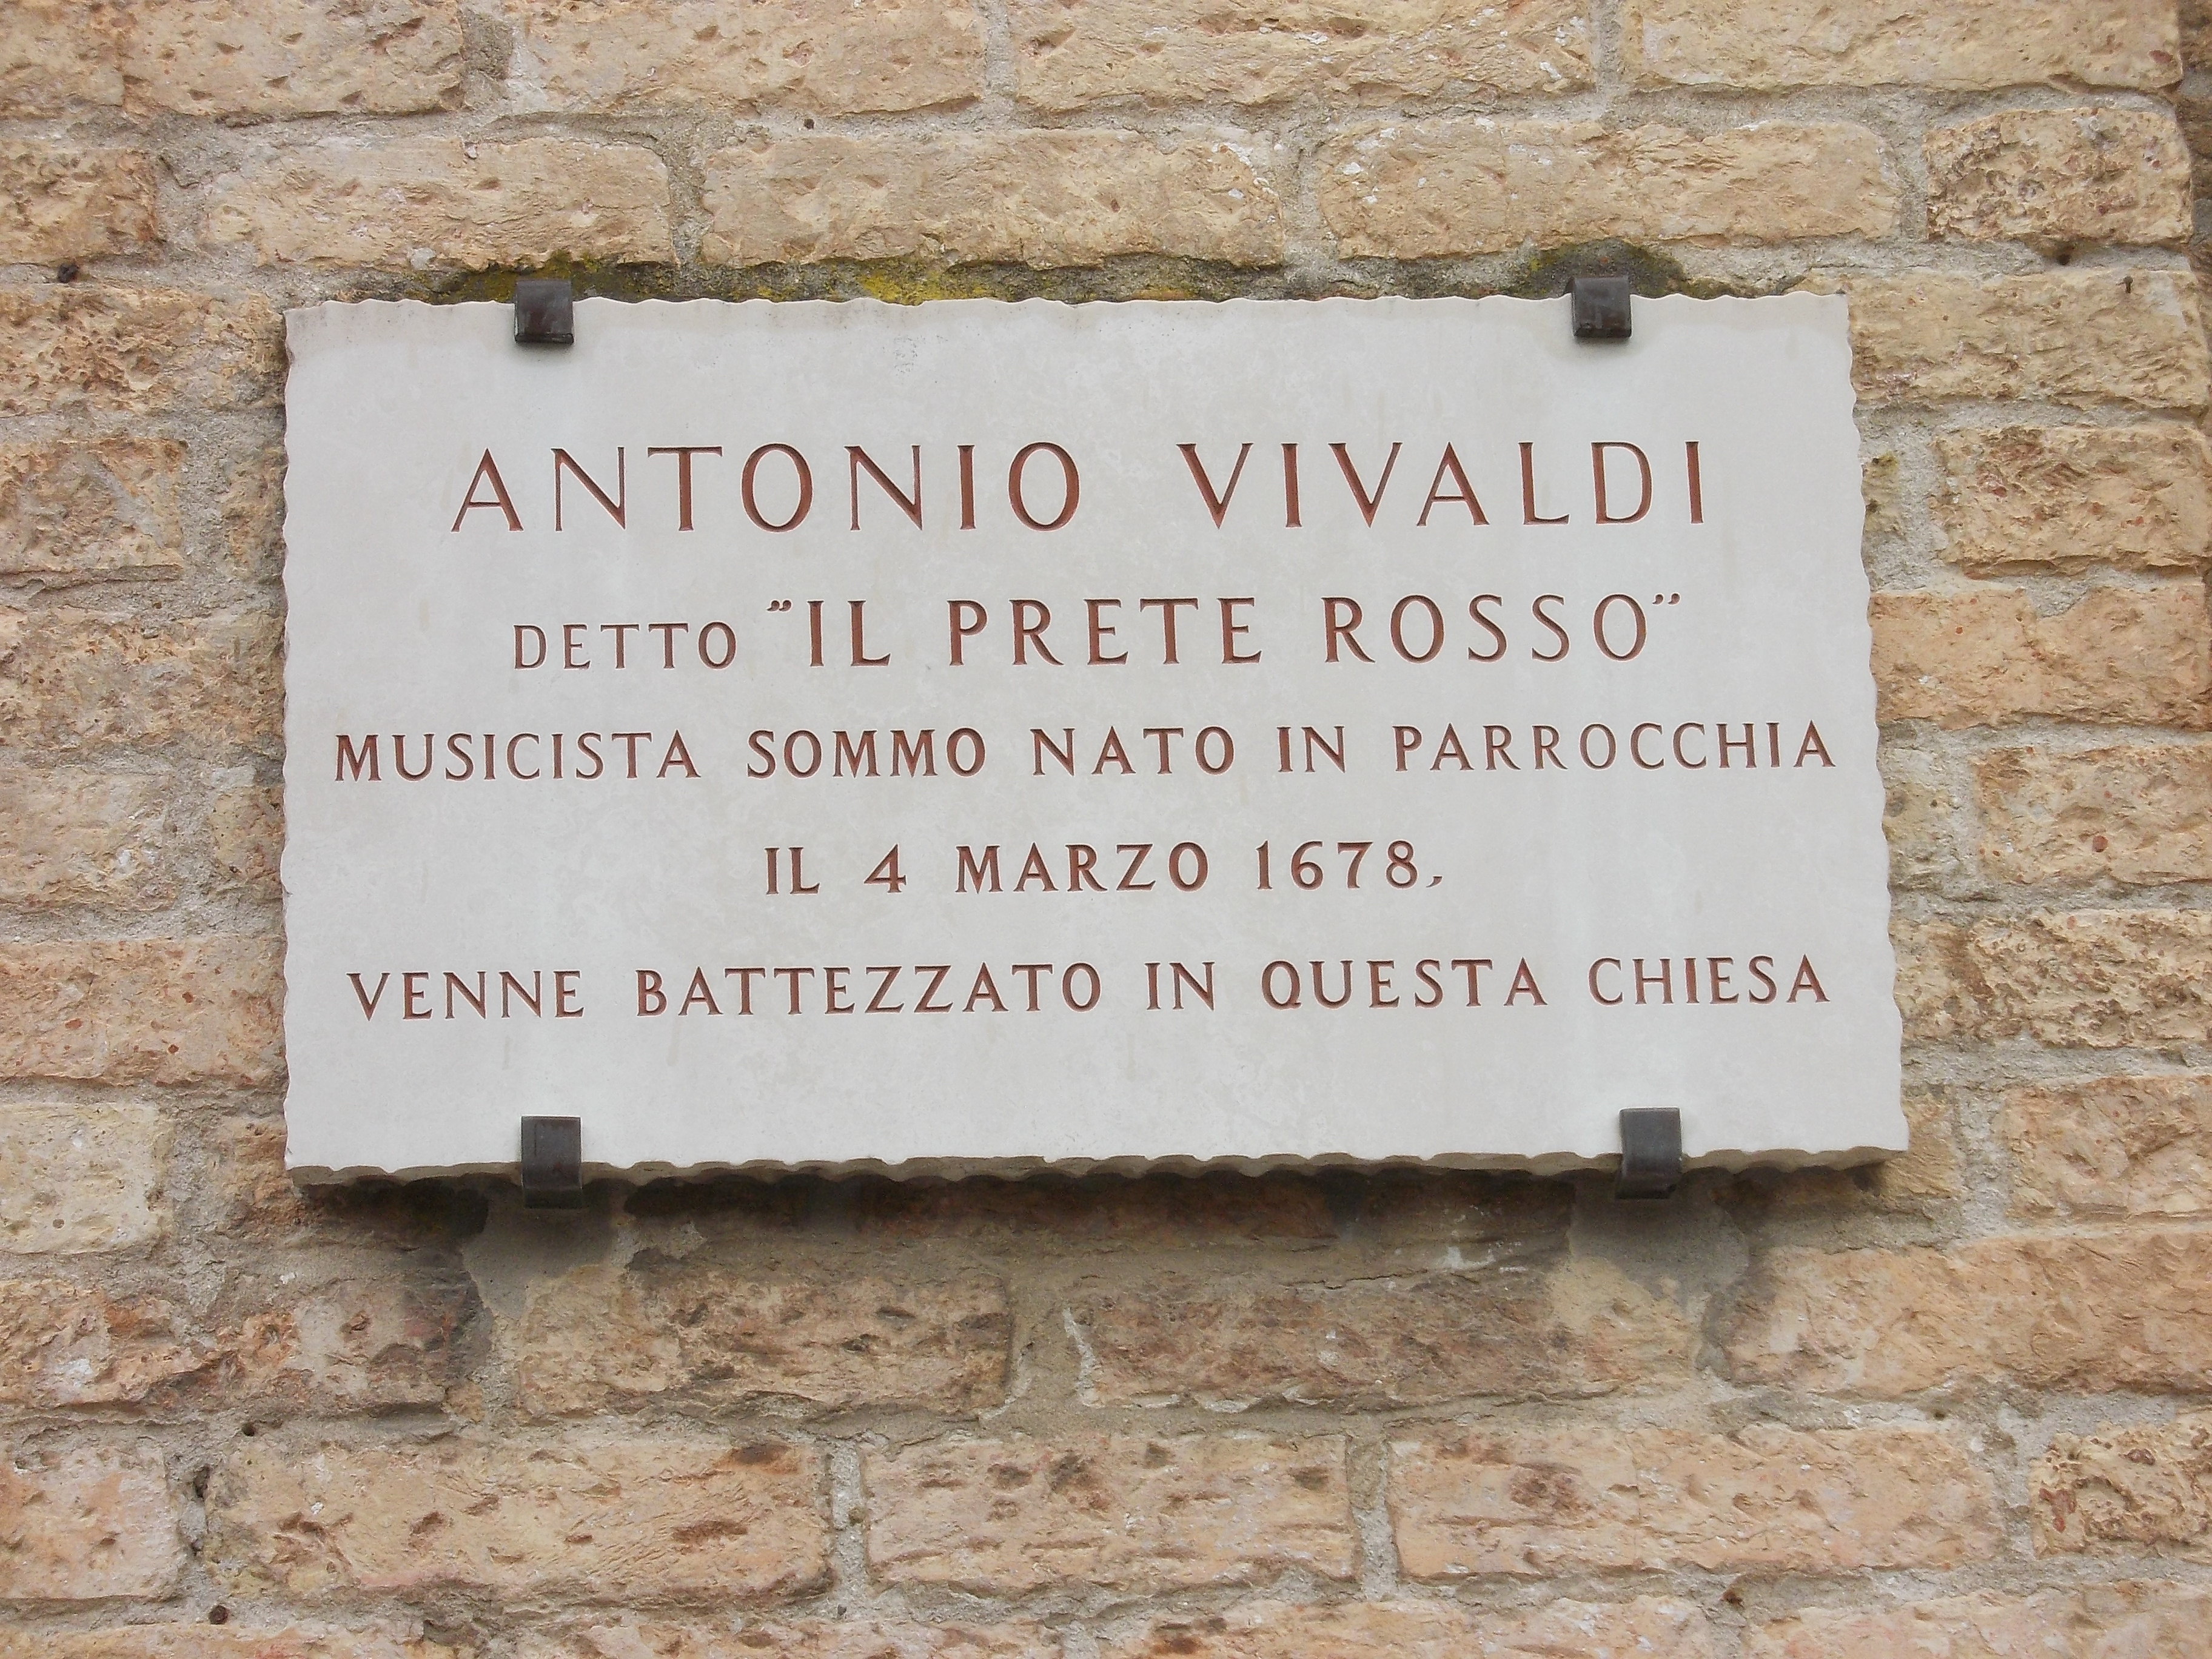 ANTONIO VIVALDI
DETTO "IL PRETE ROSSO"
MUSICISTA SOMMO NATO IN PARROCCHIA
IL 4 MARZO 1678,
VENNE BATTEZZATO IN QUESTA CHIESA